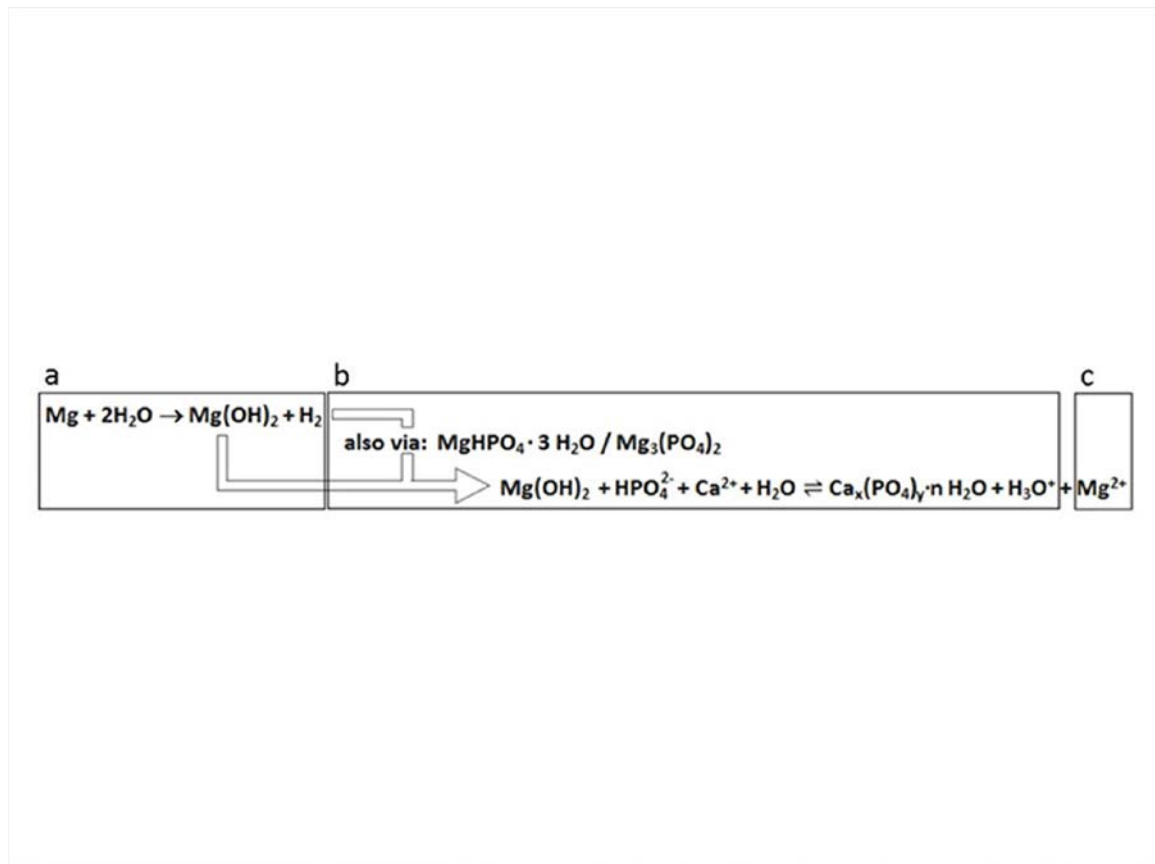 a
b
c
Mg + 2H₂O → Mg(OH)₂ + H₂
also via: MgHPO₄· 3 H₂O / Mg₃(PO₄)₂
Mg(OH)₂ + HPO₄²⁻ + Ca²⁺ + H₂O ⇌ Caₓ(PO₄)ᵧ·n H₂O + H₃O⁺ + Mg²⁺